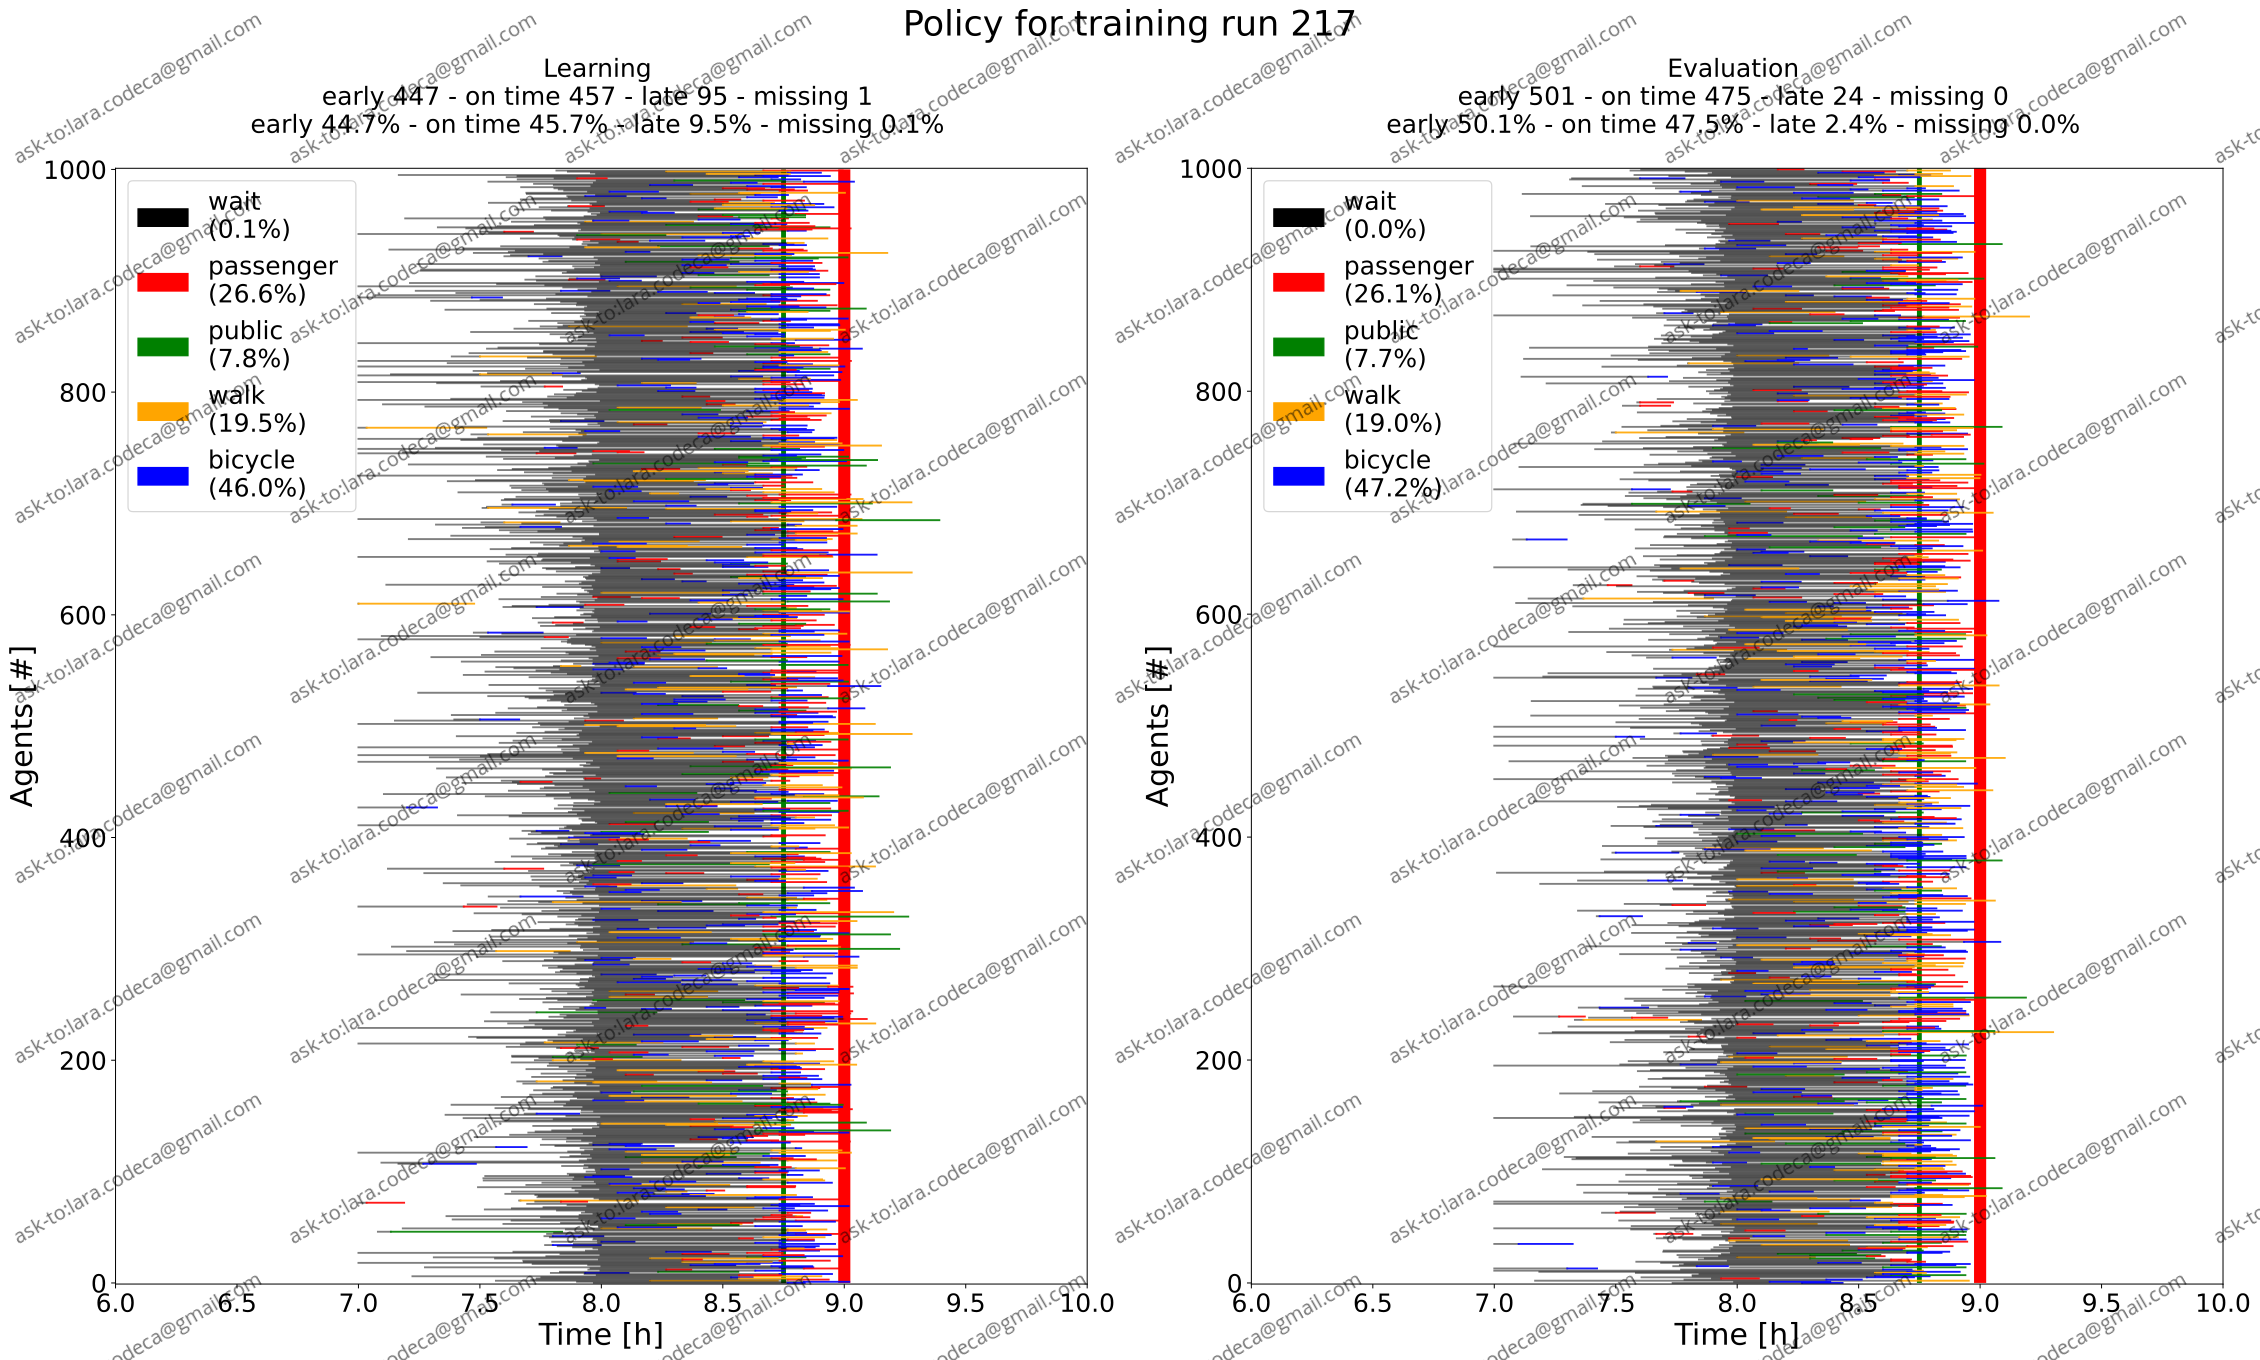 Policy for training run 217
Learning
early 447 - on time 457 - late 95 - missing 1
early 44.7% - on time 45.7% - late 9.5% - missing 0.1%
1000
800
600
400
200
0
Agents [#]
wait
(0.1%)
passenger
(26.6%)
public
(7.8%)
walk
(19.5%)
bicycle
(46.0%)
6.0 6.5 7.0 7.5 8.0 8.5 9.0 9.5 10.0
Time [h]
Evaluation
early 501 - on time 475 - late 24 - missing 0
early 50.1% - on time 47.5% - late 2.4% - missing 0.0%
1000
800
600
400
200
0
Agents [#]
wait
(0.0%)
passenger
(26.1%)
public
(7.7%)
walk
(19.0%)
bicycle
(47.2%)
6.0 6.5 7.0 7.5 8.0 8.5 9.0 9.5 10.0
Time [h]
ask-to:lara.codeca@gmail.com